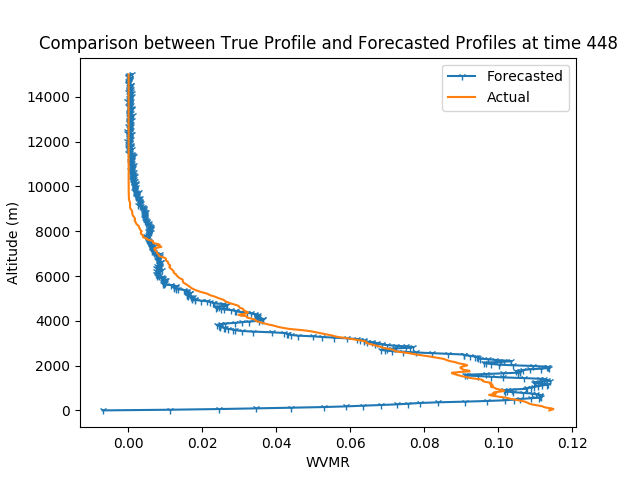 Comparison between True Profile and Forecasted Profiles at time 448
Forecasted
Actual
14000
12000
10000
8000
6000
4000
2000
0
Altitude (m)
0.00 0.02 0.04 0.06 0.08 0.10 0.12
WVMR